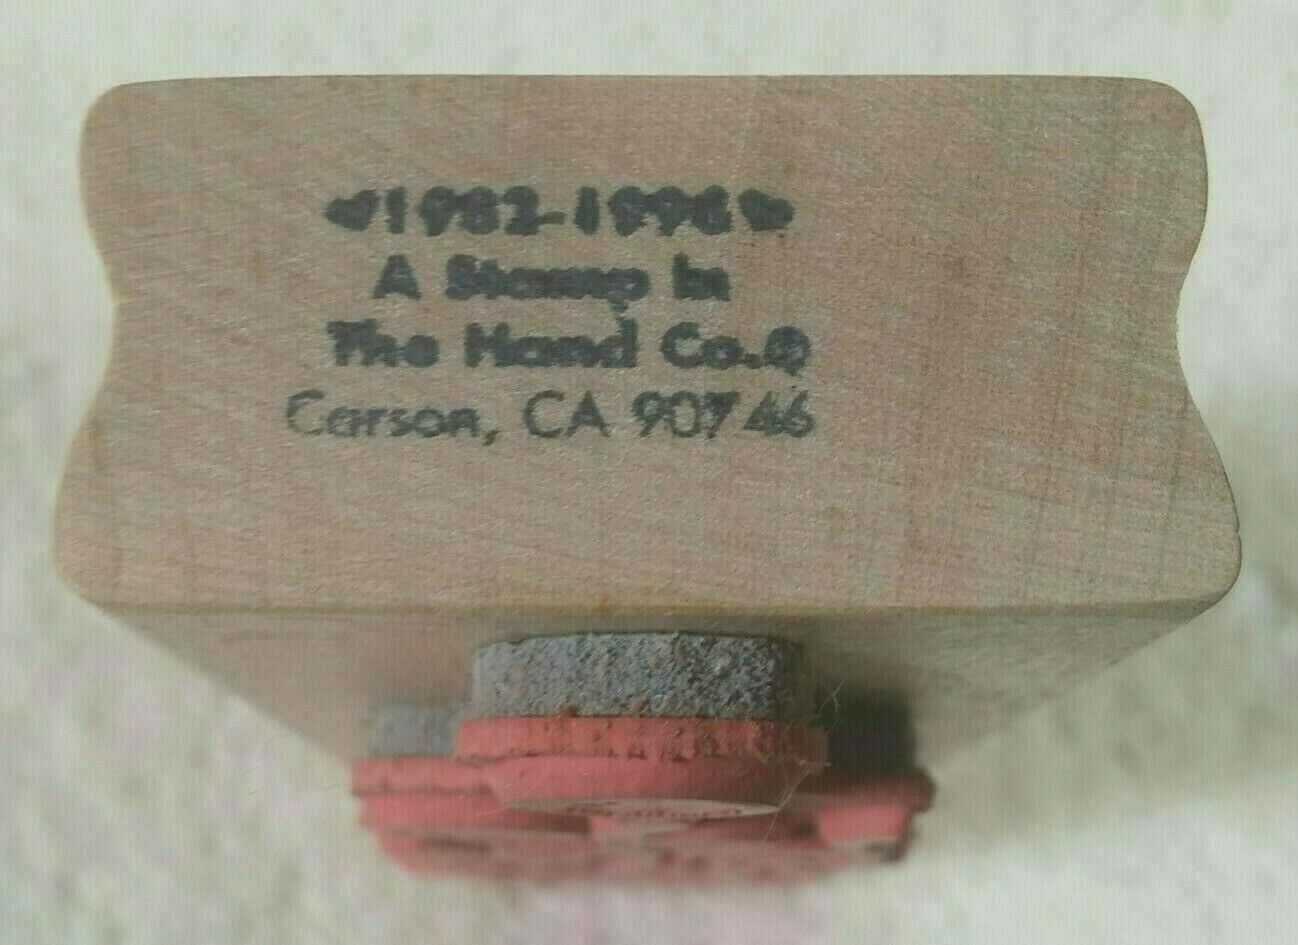 ♥1982-1996♥
A Stamp in
The Hand Co.©
Carson, CA 90746